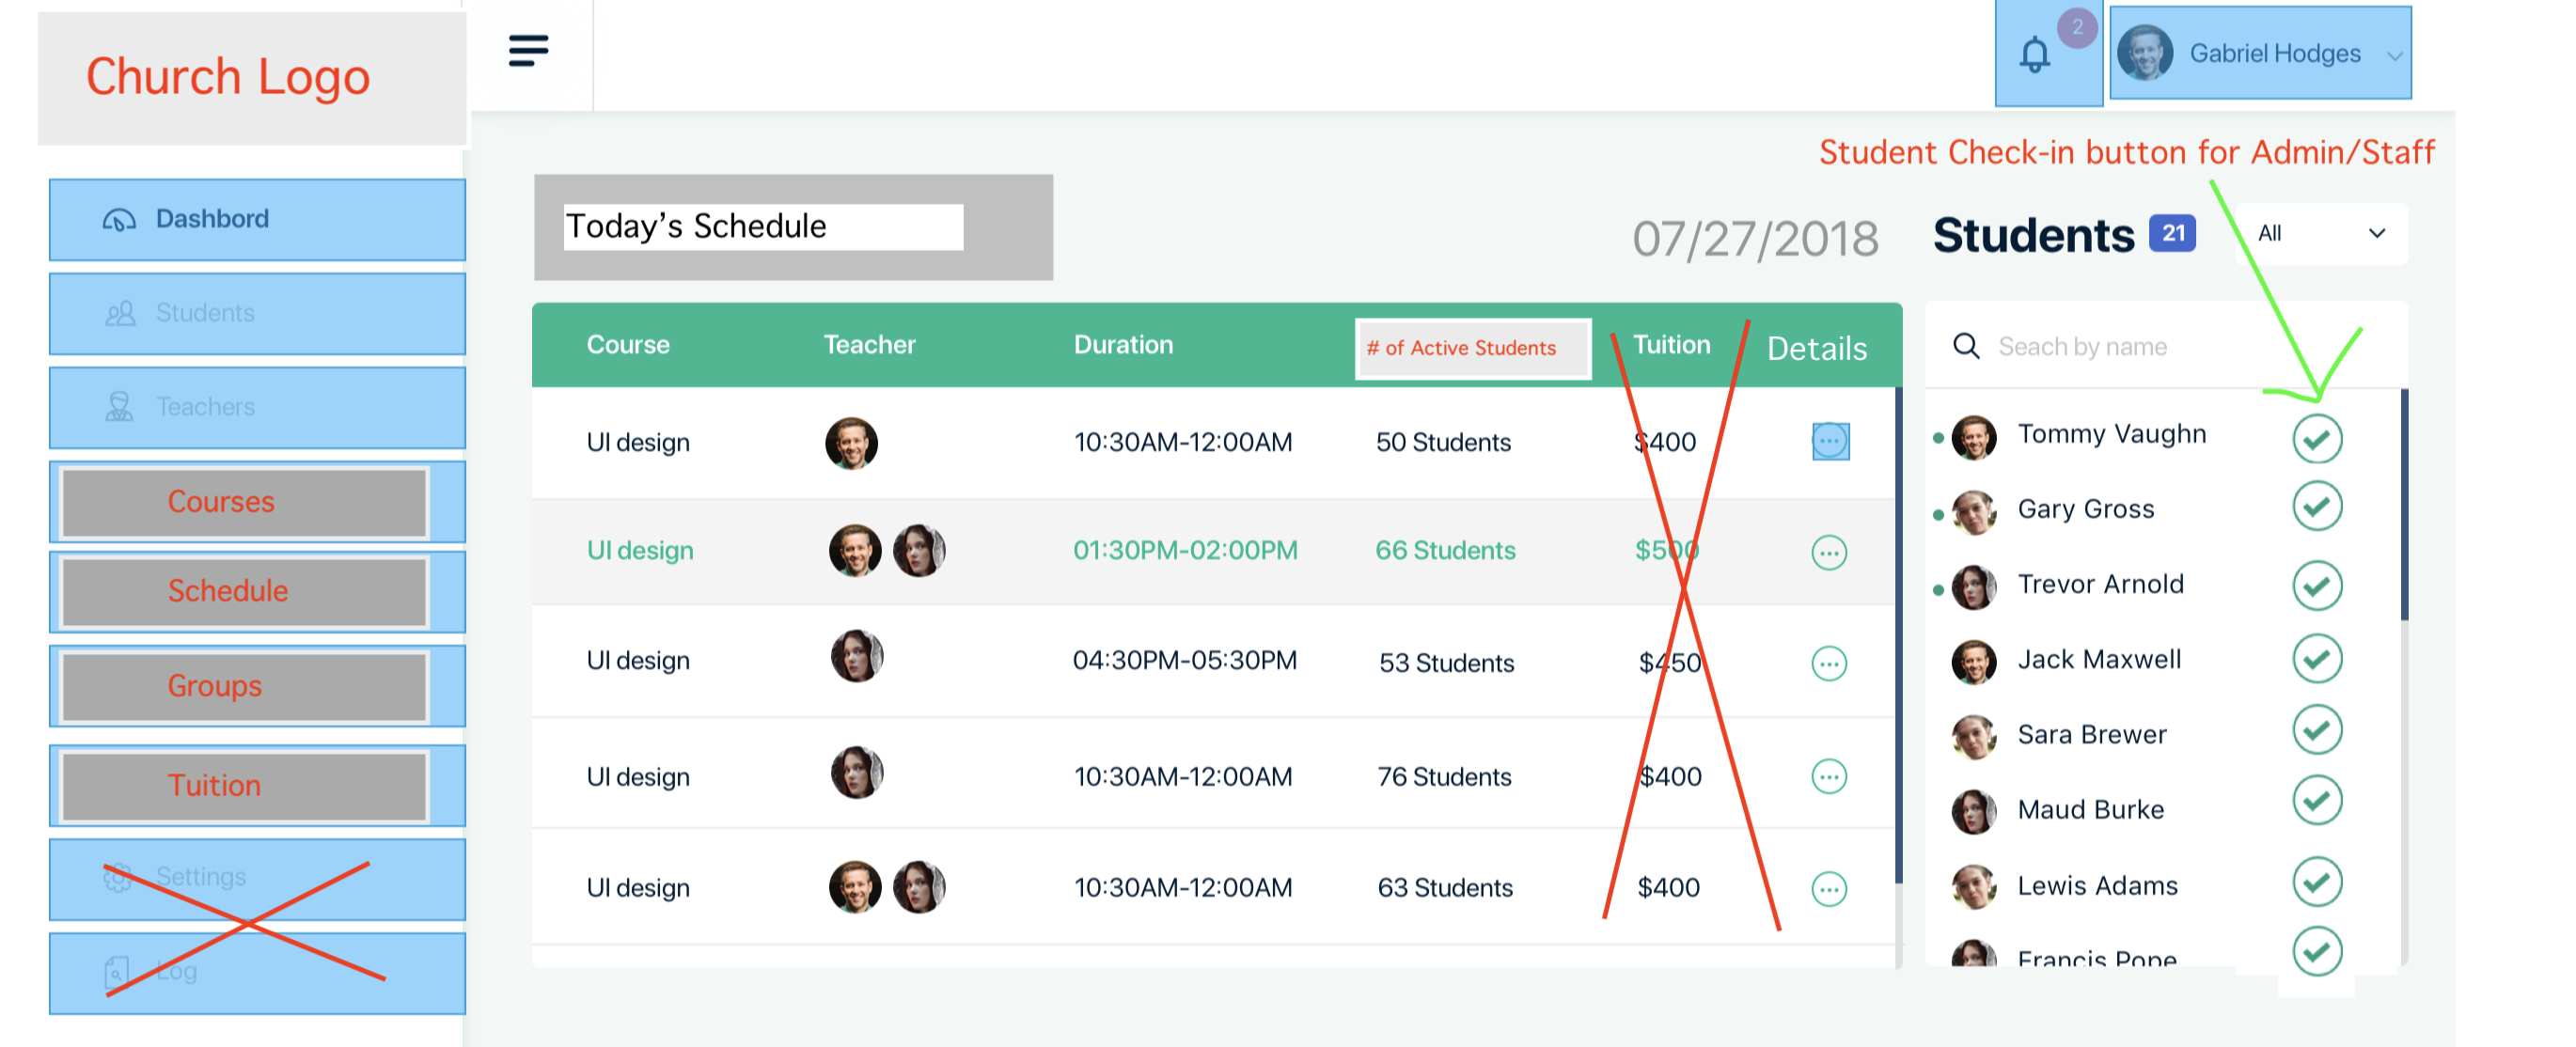 Church Logo
2
Gabriel Hodges
Student Check-in button for Admin/Staff
Dashbord
Students
Teachers
Courses
Schedule
Groups
Tuition
Settings
Log
Today's Schedule
07/27/2018
Students 21
All
Course Teacher Duration # of Active Students Tuition Details
UI design 10:30AM-12:00AM 50 Students $400
UI design 01:30PM-02:00PM 66 Students $500
UI design 04:30PM-05:30PM 53 Students $450
UI design 10:30AM-12:00AM 76 Students $400
UI design 10:30AM-12:00AM 63 Students $400
Seach by name
Tommy Vaughn
Gary Gross
Trevor Arnold
Jack Maxwell
Sara Brewer
Maud Burke
Lewis Adams
Francis Pope